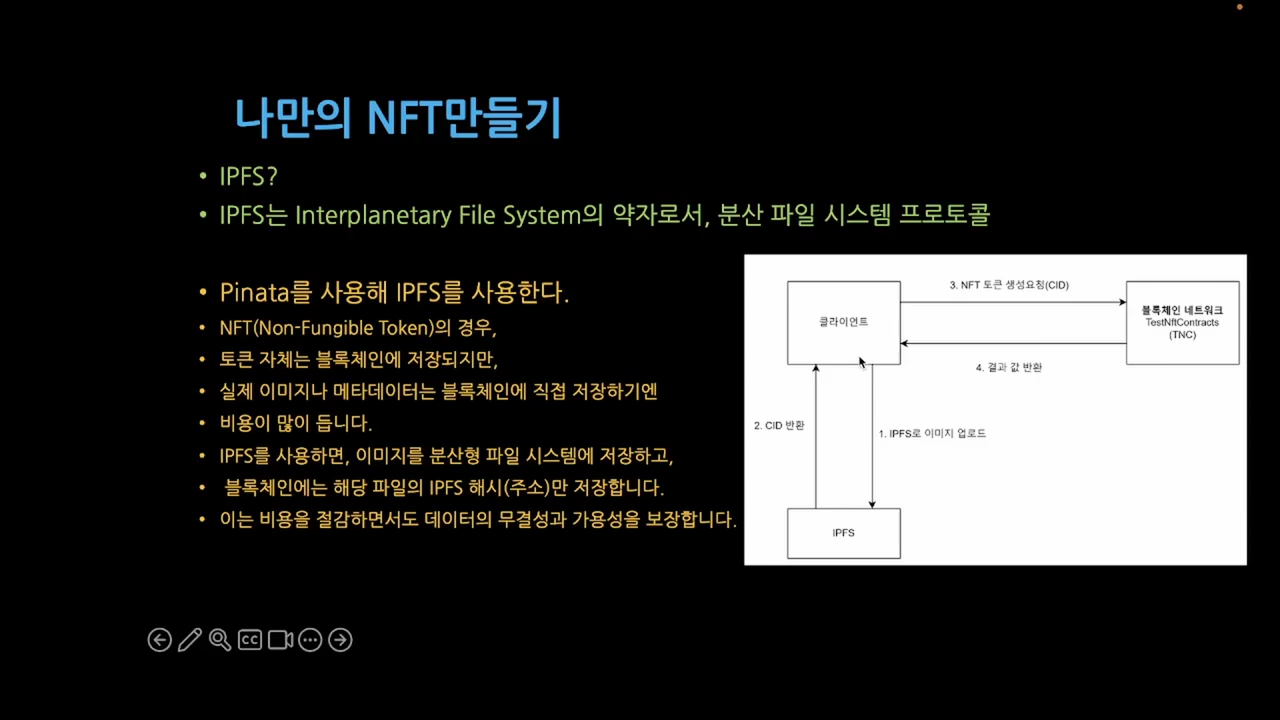 나만의 NFT만들기
• IPFS?
• IPFS는 Interplanetary File System의 약자로서, 분산 파일 시스템 프로토콜
• Pinata를 사용해 IPFS를 사용한다.
• NFT(Non-Fungible Token)의 경우,
• 토큰 자체는 블록체인에 저장되지만,
• 실제 이미지나 메타데이터는 블록체인에 직접 저장하기엔
• 비용이 많이 듭니다.
• IPFS를 사용하면, 이미지를 분산형 파일 시스템에 저장하고,
• 블록체인에는 해당 파일의 IPFS 해시(주소)만 저장합니다.
• 이는 비용을 절감하면서도 데이터의 무결성과 가용성을 보장합니다.
3. NFT 토큰 생성요청(CID)
클라이언트
블록체인 네트워크
TestNftContracts
(TNC)
4. 결과 값 반환
2. CID 반환
1. IPFS로 이미지 업로드
IPFS
CC